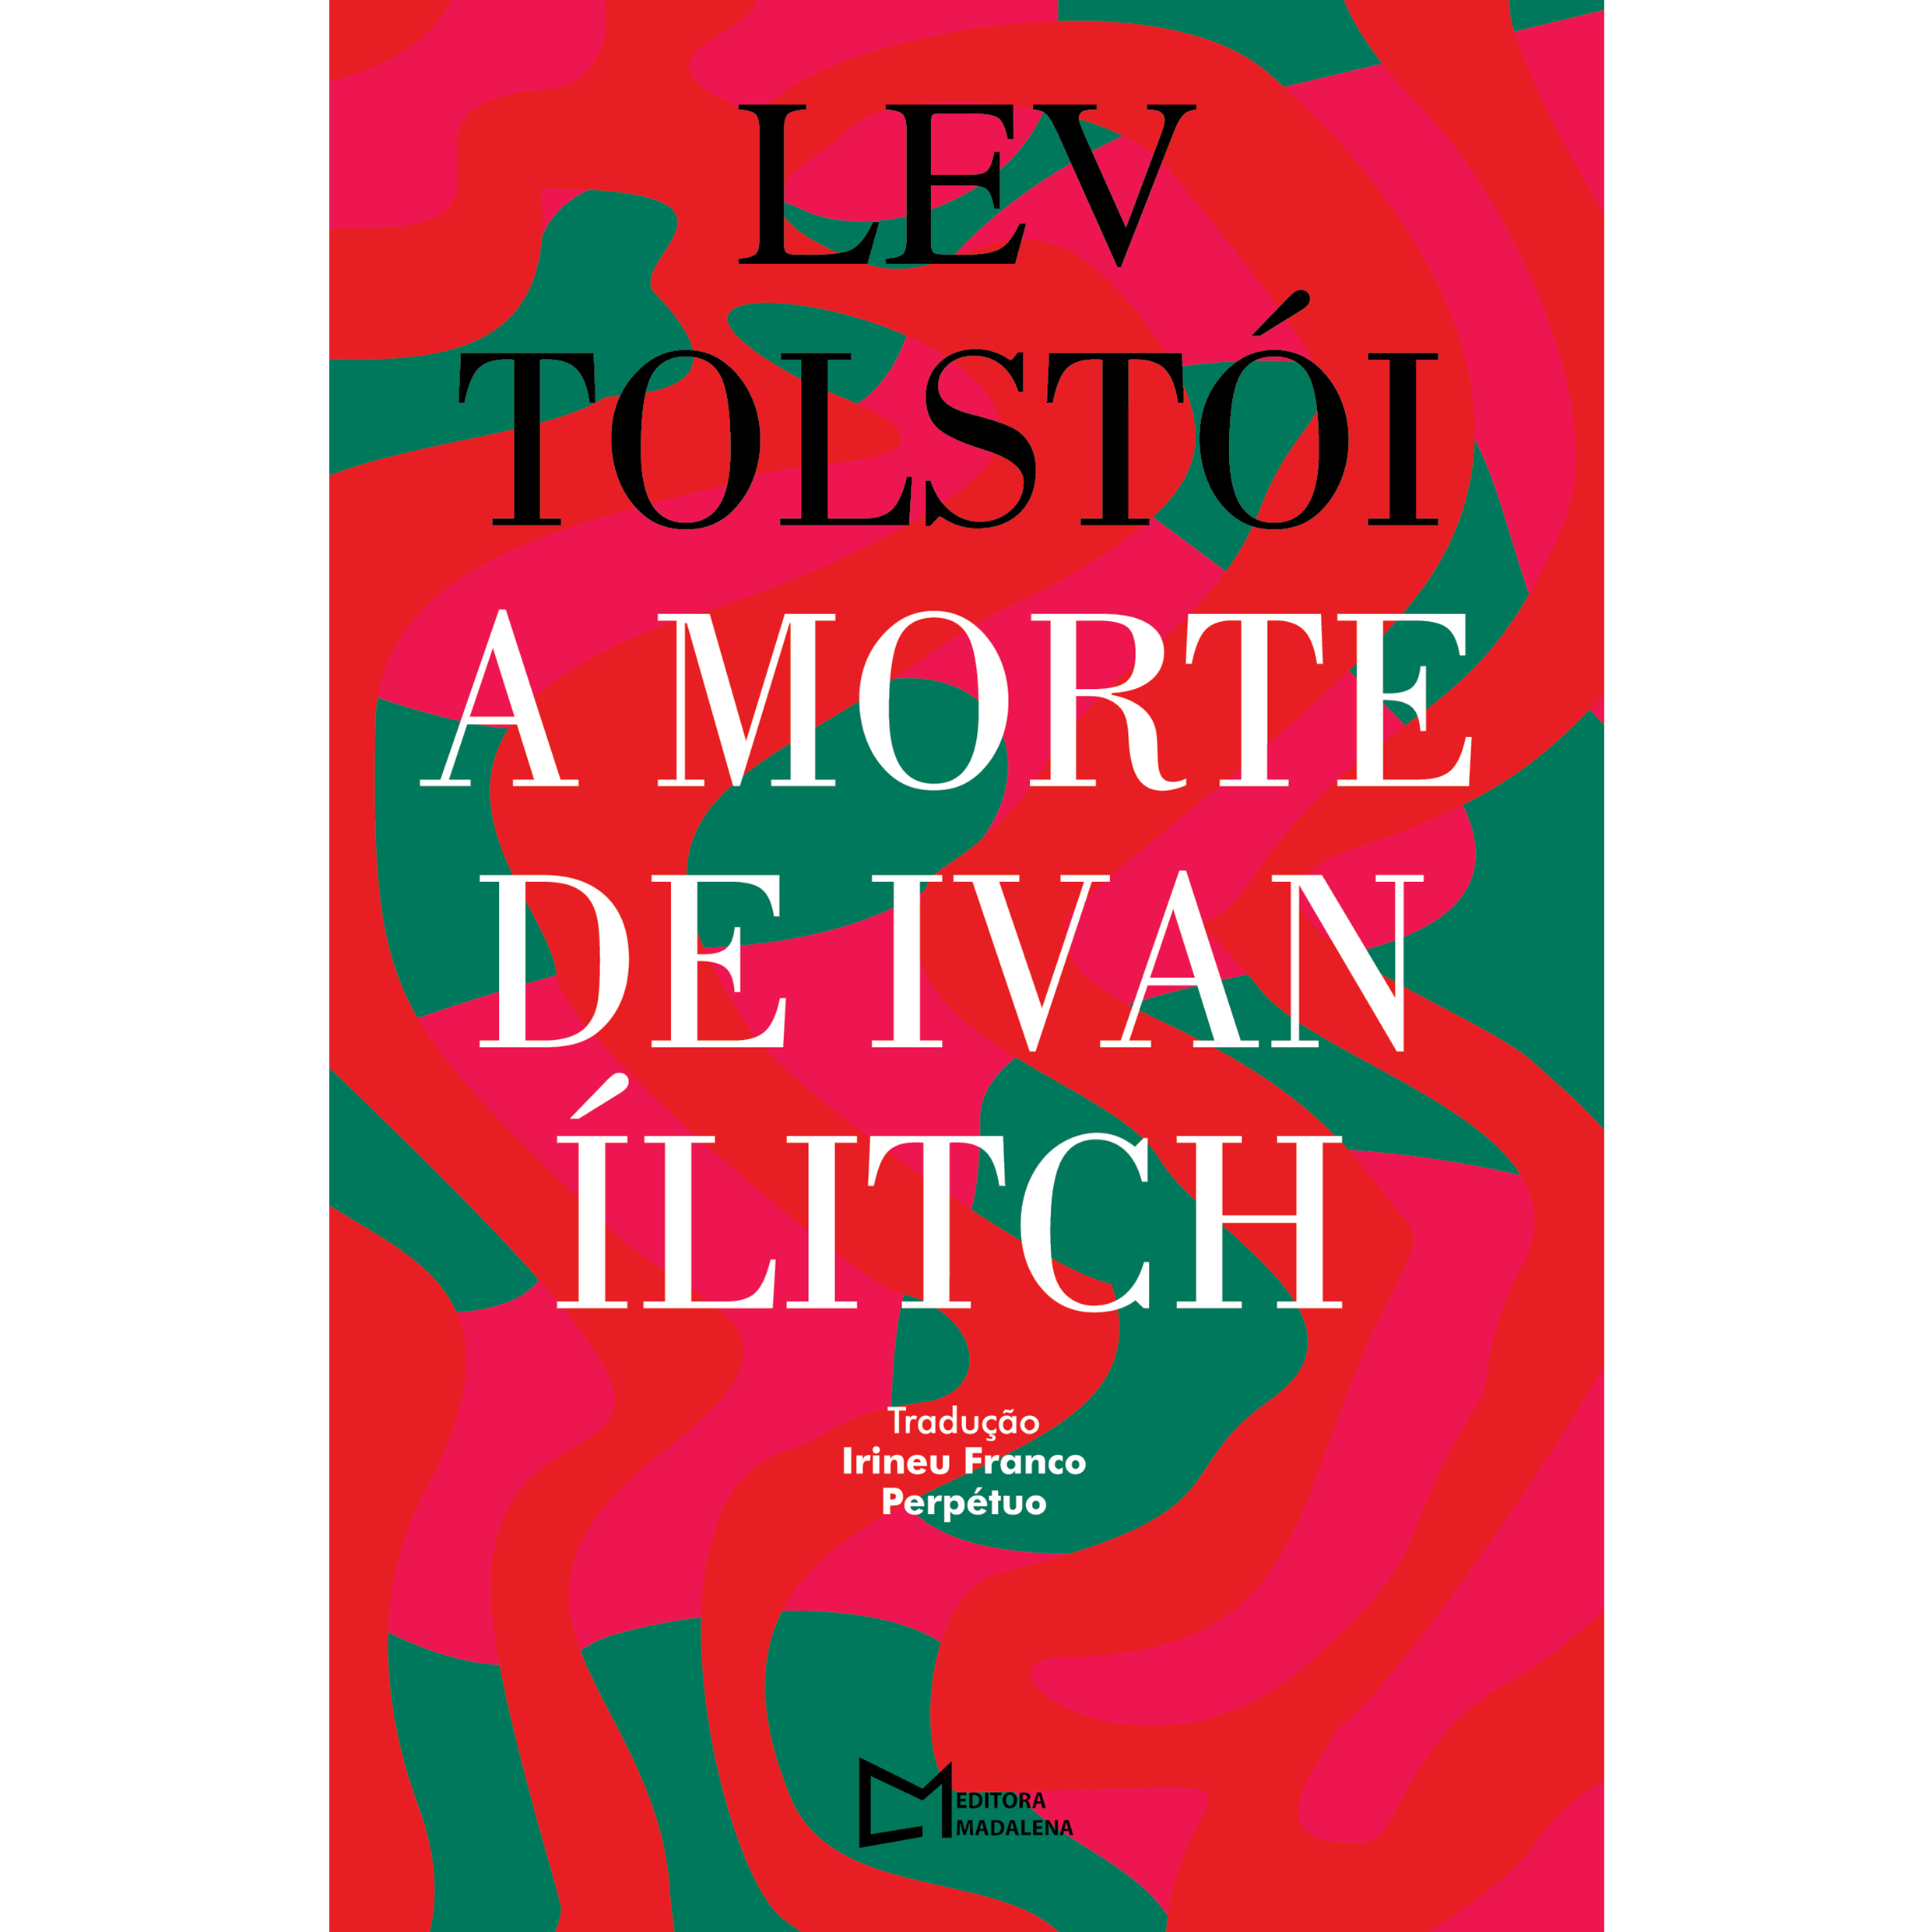 LEV
TOLSTÓI
A MORTE
DE IVAN
ÍLITCH
Tradução
Irineu Franco
Perpétuo
EDITORA
MADALENA